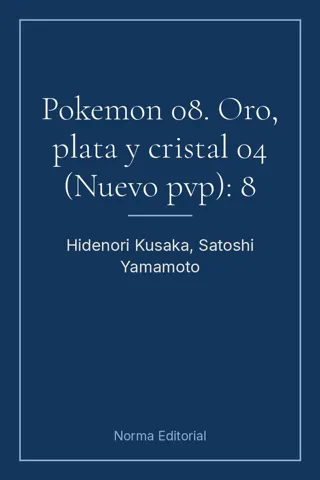 Pokemon 08. Oro,
plata y cristal 04
(Nuevo pvp): 8
Hidenori Kusaka, Satoshi
Yamamoto
Norma Editorial